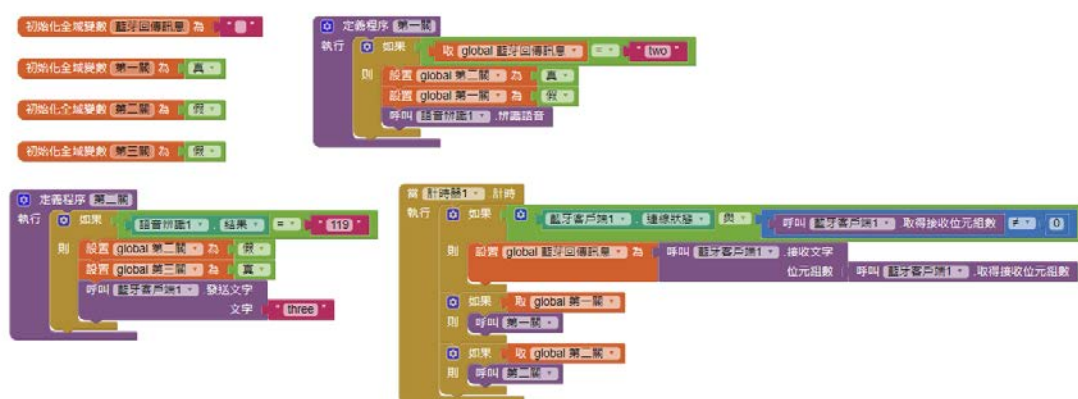 初始化全域變數 藍芽回傳訊息 為 " "
初始化全域變數 第一關 為 真
初始化全域變數 第二關 為 假
初始化全域變數 第三關 為 假
定義程序 第一關
執行 如果 取 global 藍芽回傳訊息 = " two "
則 設置 global 第二關 為 真
設置 global 第一關 為 假
呼叫 語音辨識1 .辨識語音
定義程序 第二關
執行 如果 語音辨識1 . 結果 = " 119 "
則 設置 global 第二關 為 假
設置 global 第三關 為 真
呼叫 藍牙客戶端1 .發送文字
文字 " three "
當 計時器1 .計時
執行 如果 藍牙客戶端1 . 連線狀態 與 呼叫 藍牙客戶端1 .取得接收位元組數 ≠ 0
則 設置 global 藍芽回傳訊息 為 呼叫 藍牙客戶端1 .接收文字
位元組數 呼叫 藍牙客戶端1 .取得接收位元組數
如果 取 global 第一關
則 呼叫 第一關
如果 取 global 第二關
則 呼叫 第二關